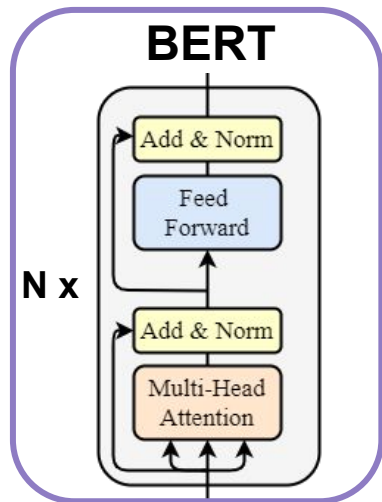 BERT
Add & Norm
Feed
Forward
N x
Add & Norm
Multi-Head
Attention